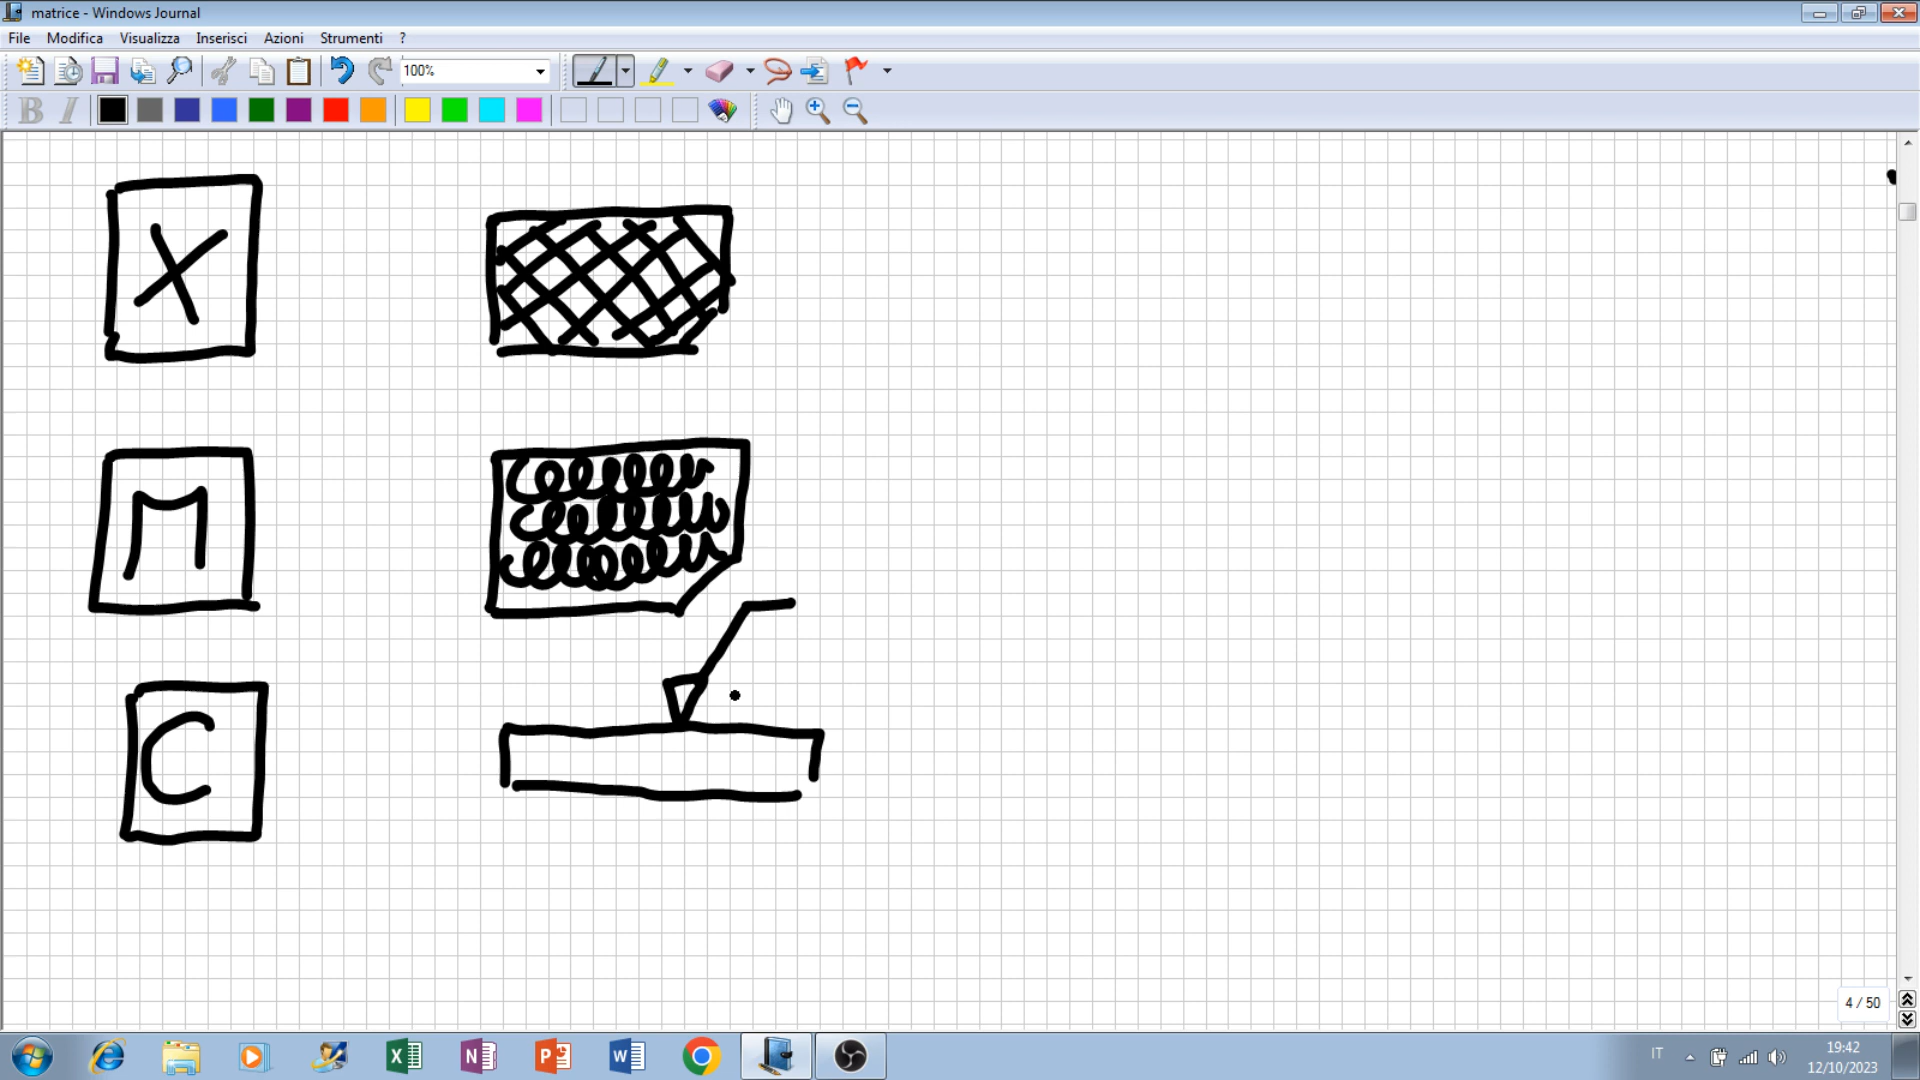 matrice - Windows Journal
File Modifica Visualizza Inserisci Azioni Strumenti ?
100%
B I
X
M
C
4 / 50
IT
19:42
12/10/2023